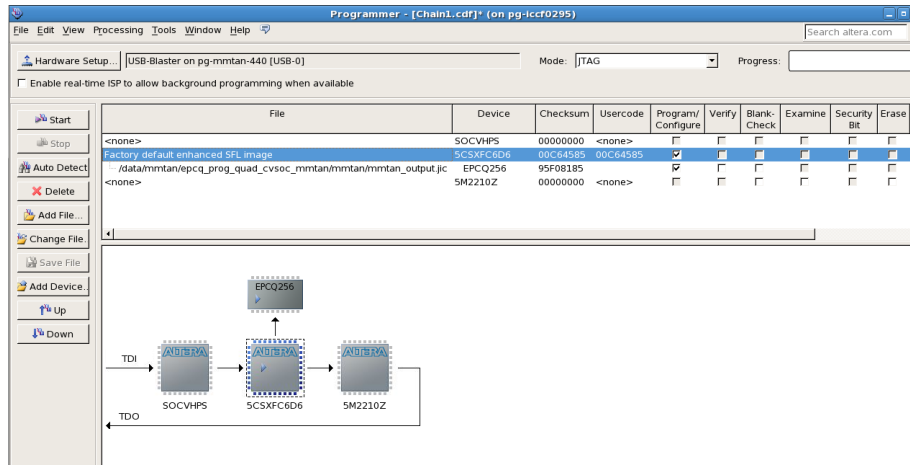 Programmer - [Chain1.cdf]* (on pg-iccf0295)
File Edit View Processing Tools Window Help Search altera.com
Hardware Setup... USB-Blaster on pg-mmtan-440 [USB-0] Mode: JTAG Progress:
Enable real-time ISP to allow background programming when available
Start
Stop
Auto Detect
Delete
Add File...
Change File.
Save File
Add Device.
Up
Down
File Device Checksum Usercode Program/ Configure Verify Blank- Check Examine Security Bit Erase
<none> SOCVHPS 00000000 <none>
Factory default enhanced SFL image 5CSXFC6D6 00C64585 00C64585
/data/mmtan/epcq_prog_quad_cvsoc_mmtan/mmtan/mmtan_output.jic EPCQ256 95F08185
<none> 5M2210Z 00000000 <none>
EPCQ256
TDI
ALTERA ALTERA ALTERA
SOCVHPS 5CSXFC6D6 5M2210Z
TDO